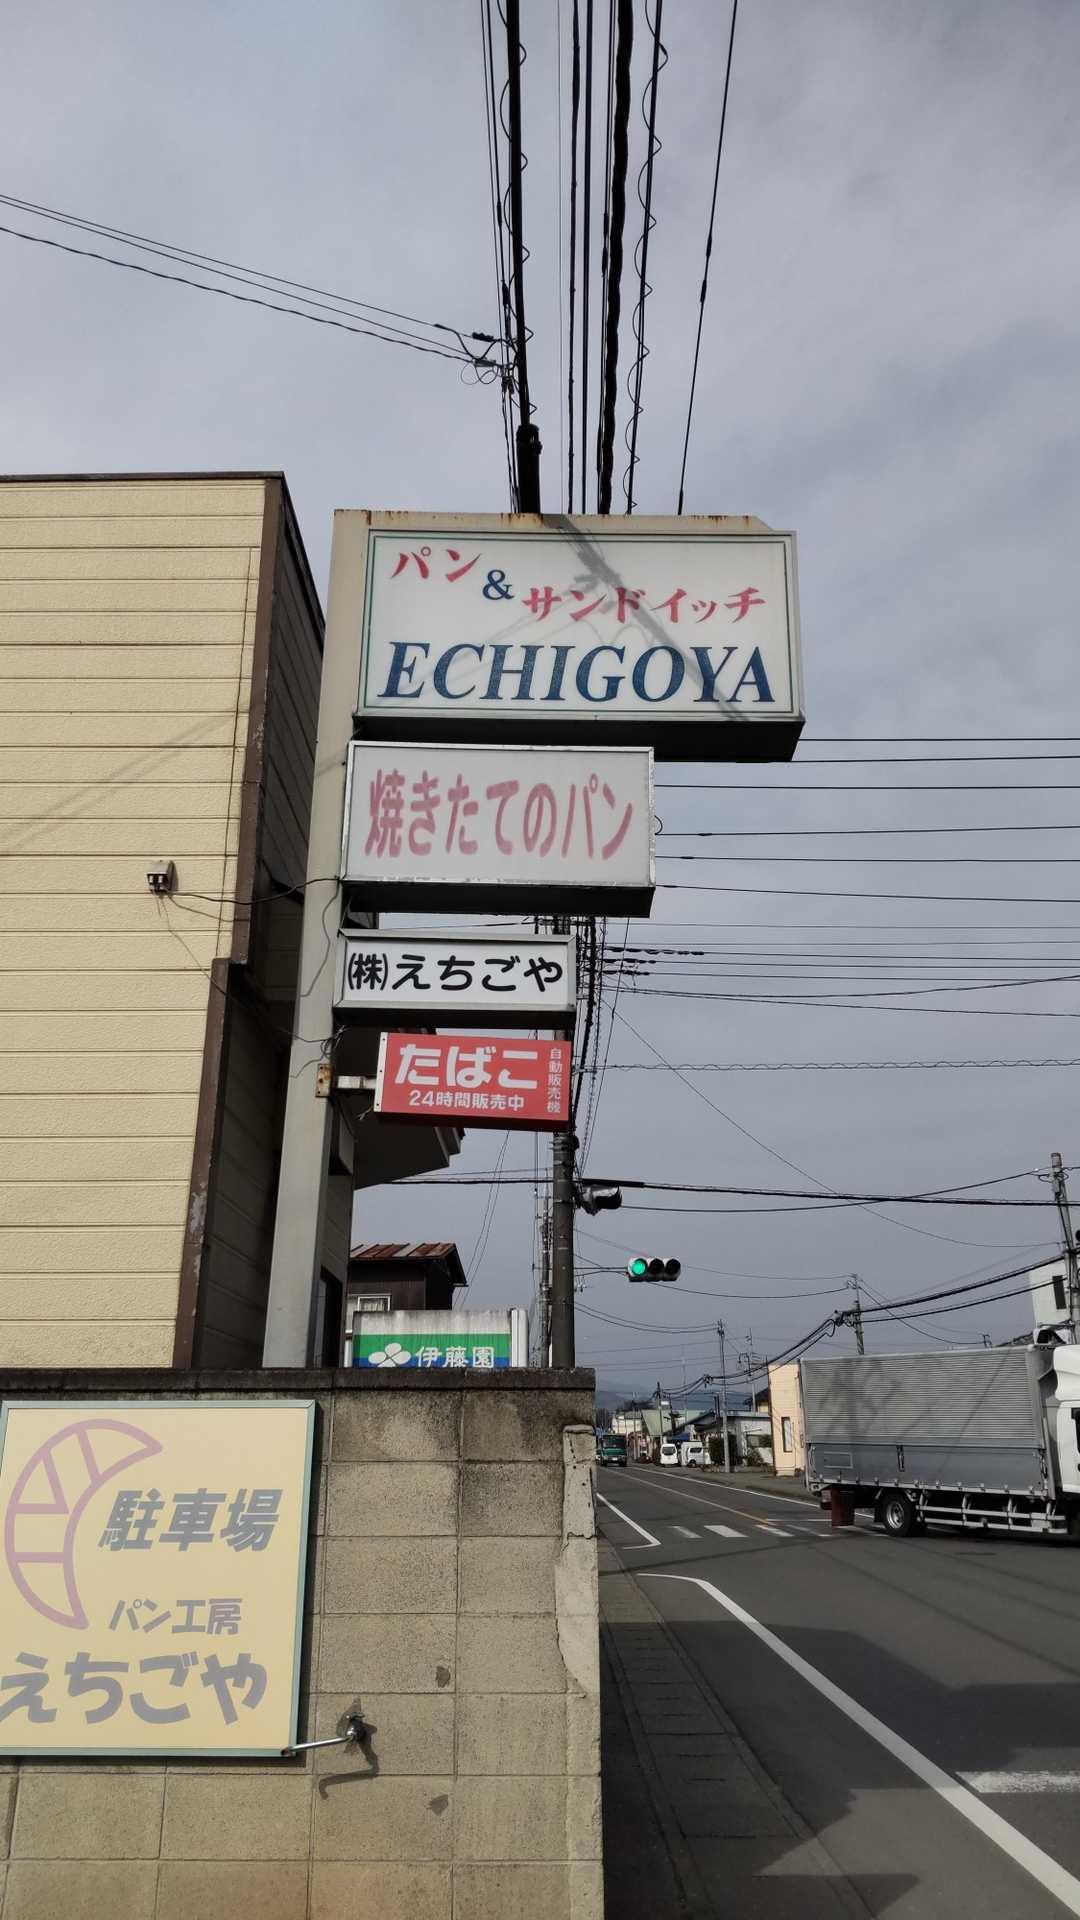 パン & サンドイッチ
ECHIGOYA
焼きたてのパン
(株)えちごや
たばこ
24時間販売中
自動販売機
伊藤園
駐車場
パン工房
えちごや